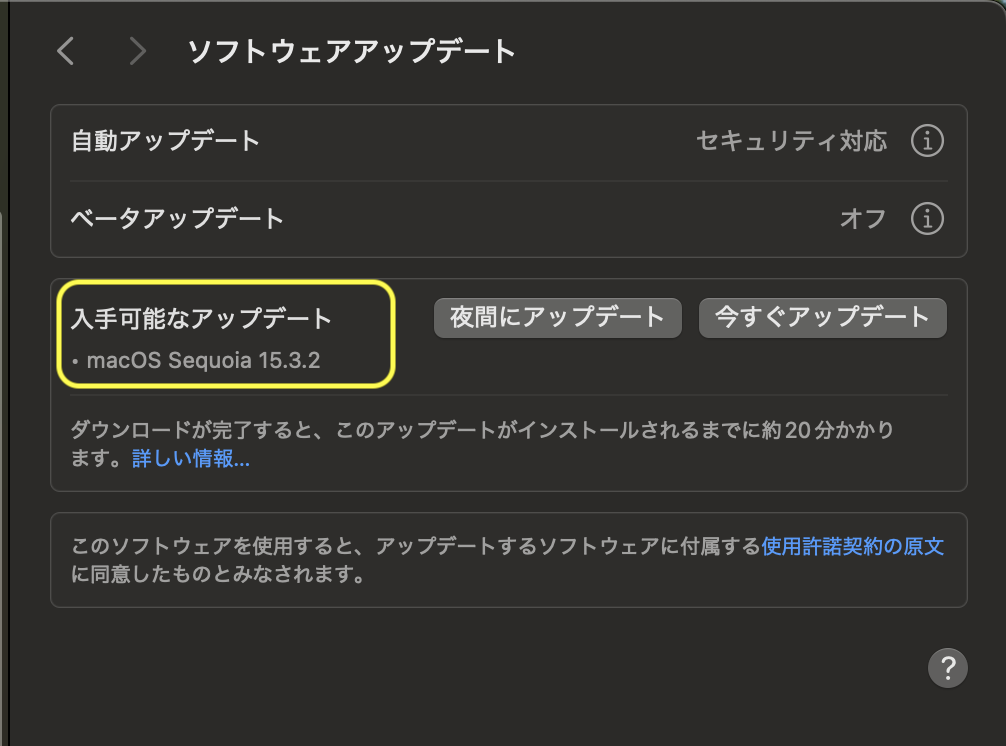 ソフトウェアアップデート
自動アップデート セキュリティ対応
ベータアップデート オフ
入手可能なアップデート 夜間にアップデート 今すぐアップデート
• macOS Sequoia 15.3.2
ダウンロードが完了すると、このアップデートがインストールされるまでに約20分かかり
ます。詳しい情報...
このソフトウェアを使用すると、アップデートするソフトウェアに付属する使用許諾契約の原文
に同意したものとみなされます。
?